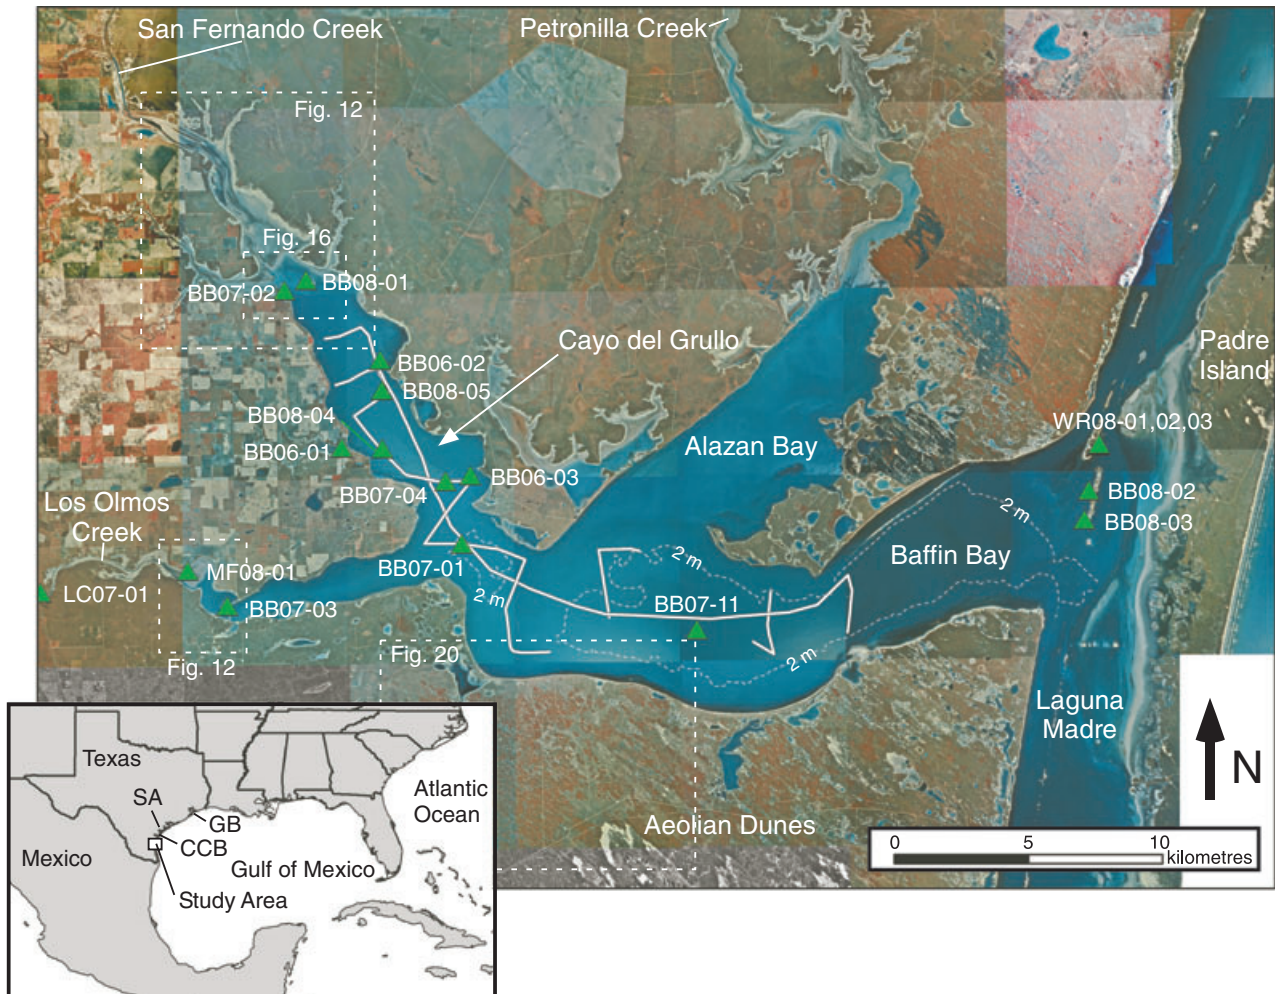 San Fernando Creek
Petronilla Creek
Fig. 12
Fig. 16
BB08-01
BB07-02
Cayo del Grullo
Padre
Island
BB06-02
BB08-05
BB08-04
WR08-01,02,03
Alazan Bay
BB06-01
BB06-03
BB07-04
BB08-02
Los Olmos
Creek
2 m
BB08-03
Baffin Bay
2 m
BB07-01
MF08-01
LC07-01
2 m
BB07-11
BB07-03
Fig. 20
2 m
Fig. 12
Laguna
Madre
N
Texas
Atlantic
Ocean
SA
GB
Aeolian Dunes
CCB
Mexico
Gulf of Mexico
Study Area
0 5 10
kilometres